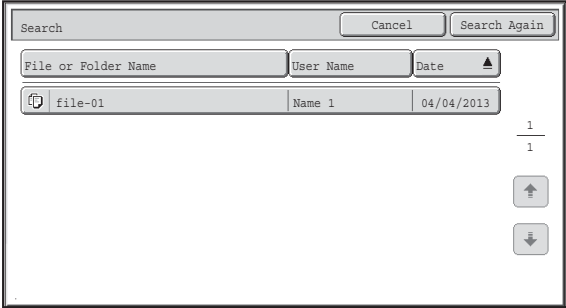 Search Cancel Search Again
File or Folder Name User Name Date
file-01 Name 1 04/04/2013
1
1